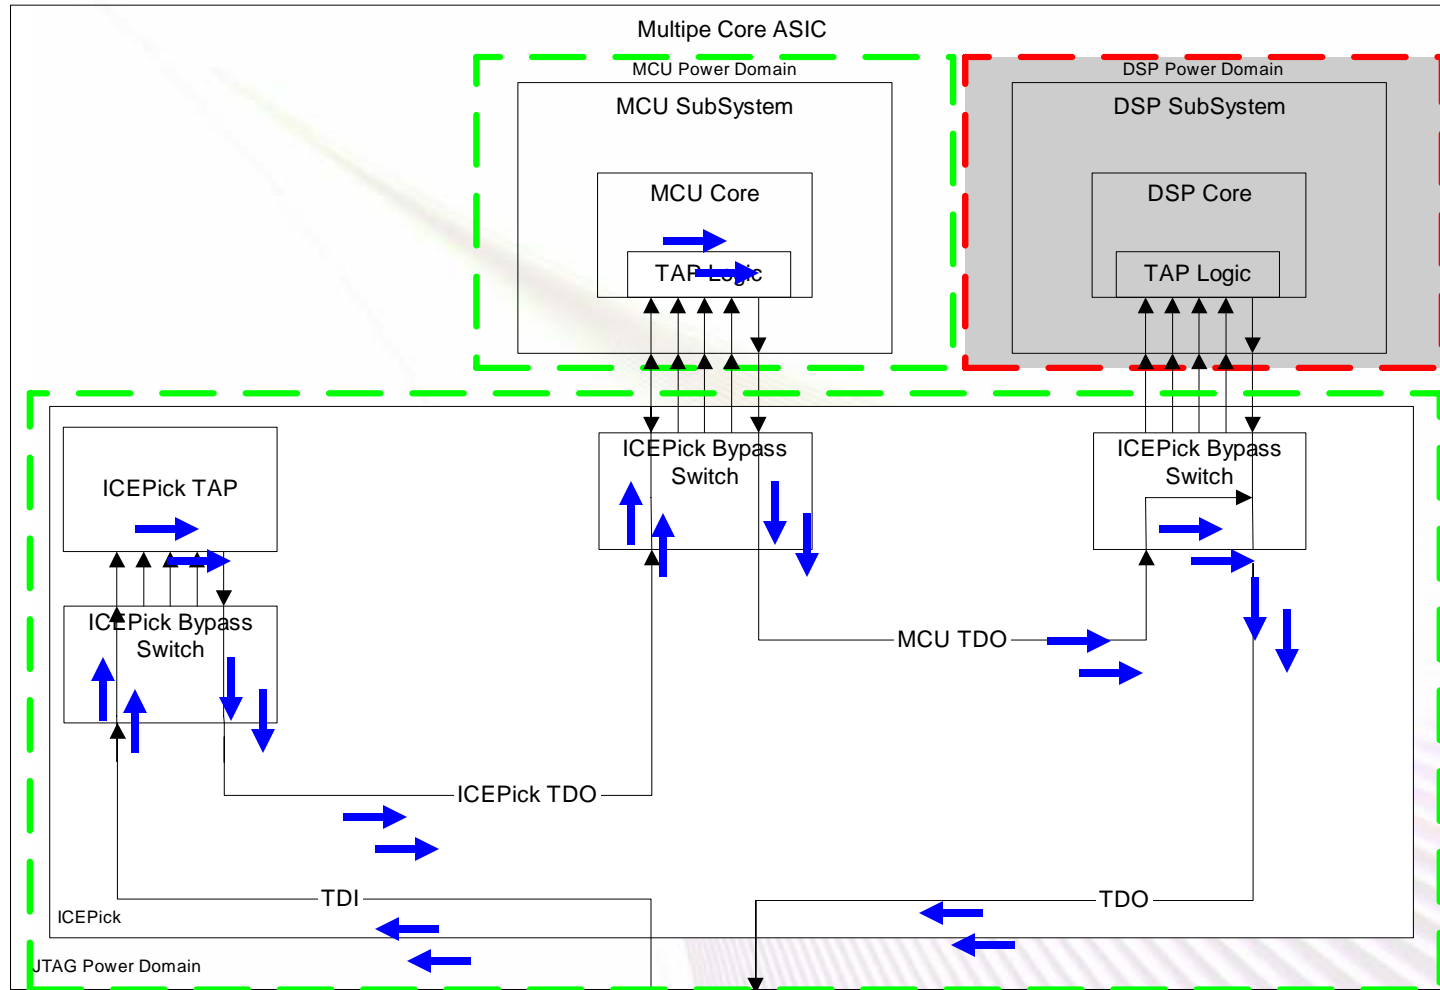 Multipe Core ASIC
MCU Power Domain
DSP Power Domain
MCU SubSystem
DSP SubSystem
MCU Core
DSP Core
TAP Logic
TAP Logic
ICEPick TAP
ICEPick Bypass
Switch
ICEPick Bypass
Switch
ICEPick Bypass
Switch
MCU TDO
ICEPick TDO
TDI
TDO
ICEPick
JTAG Power Domain